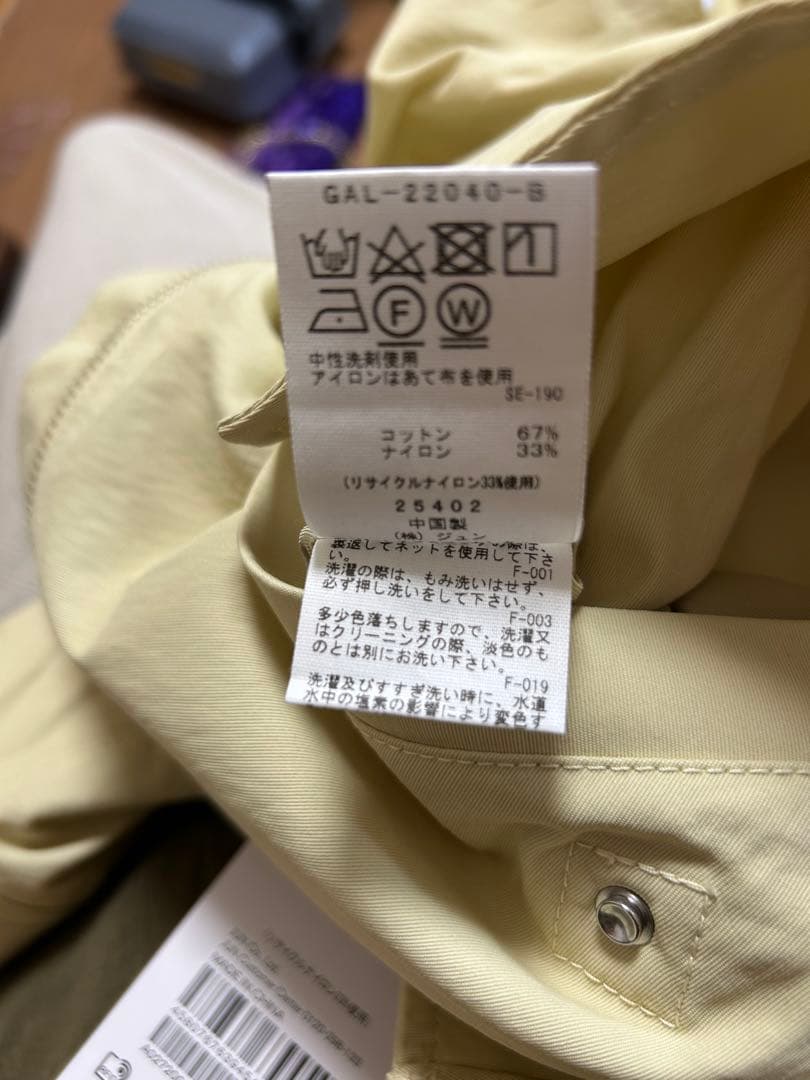 GAL-22040-B
F
W
中性洗剤使用
アイロンはあて布を使用
SE-190
コットン 67%
ナイロン 33%
(リサイクルナイロン33%使用)
25402
中国製
(株) ジュン
裏返してネットを使用して下さ
い。
F-001
洗濯の際は、もみ洗いはせず、
必ず押し洗いをして下さい。
F-003
多少色落ちしますので、洗濯又
はクリーニングの際、淡色のも
のとは別にお洗い下さい。
F-019
洗濯及びすすぎ洗い時に、水道
水中の塩素の影響により変色す
MADE IN CHINA